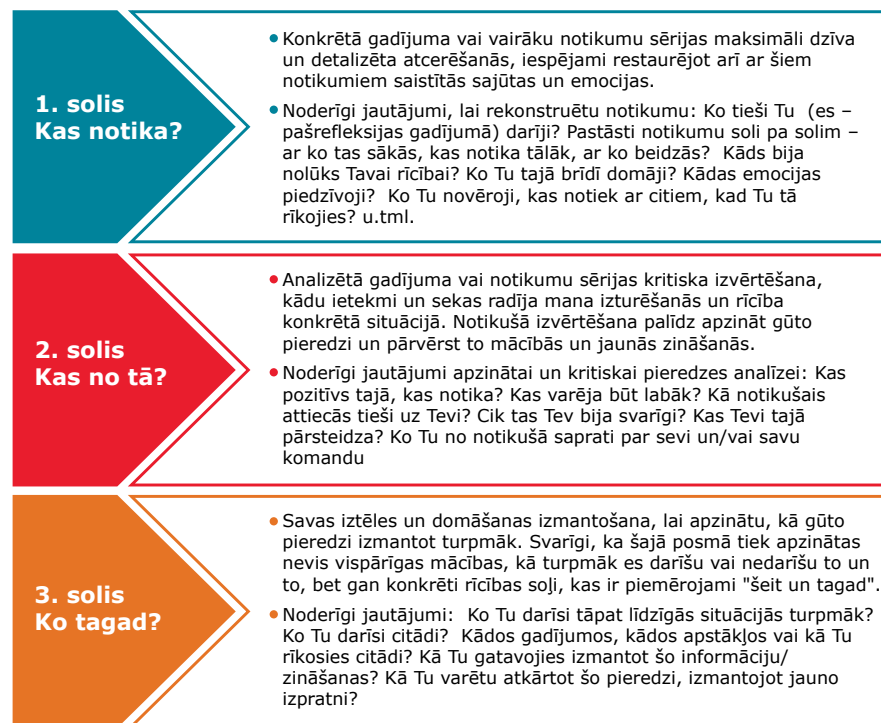 1. solis
Kas notika?
• Konkrētā gadījuma vai vairāku notikumu sērijas maksimāli dzīva
un detalizēta atcerēšanās, iespējami restaurējot arī ar šiem
notikumiem saistītās sajūtas un emocijas.
• Noderīgi jautājumi, lai rekonstruētu notikumu: Ko tieši Tu (es –
pašrefleksijas gadījumā) darīji? Pastāsti notikumu soli pa solim –
ar ko tas sākās, kas notika tālāk, ar ko beidzās? Kāds bija
nolūks Tavai rīcībai? Ko Tu tajā brīdī domāji? Kādas emocijas
piedzīvoji? Ko Tu novēroji, kas notiek ar citiem, kad Tu tā
rīkojies? u.tml.
2. solis
Kas no tā?
• Analizētā gadījuma vai notikumu sērijas kritiska izvērtēšana,
kādu ietekmi un sekas radīja mana izturēšanās un rīcība
konkrētā situācijā. Notikušā izvērtēšana palīdz apzināt gūto
pieredzi un pārvērst to mācībās un jaunās zināšanās.
• Noderīgi jautājumi apzinātai un kritiskai pieredzes analīzei: Kas
pozitīvs tajā, kas notika? Kas varēja būt labāk? Kā notikušais
attiecās tieši uz Tevi? Cik tas Tev bija svarīgi? Kas Tevi tajā
pārsteidza? Ko Tu no notikušā saprati par sevi un/vai savu
komandu
3. solis
Ko tagad?
• Savas iztēles un domāšanas izmantošana, lai apzinātu, kā gūto
pieredzi izmantot turpmāk. Svarīgi, ka šajā posmā tiek apzinātas
nevis vispārīgas mācības, kā turpmāk es darīšu vai nedarīšu to un
to, bet gan konkrēti rīcības soļi, kas ir piemērojami "šeit un tagad".
• Noderīgi jautājumi: Ko Tu darīsi tāpat līdzīgās situācijās turpmāk?
Ko Tu darīsi citādi? Kādos gadījumos, kādos apstākļos vai kā Tu
rīkosies citādi? Kā Tu gatavojies izmantot šo informāciju/
zināšanas? Kā Tu varētu atkārtot šo pieredzi, izmantojot jauno
izpratni?